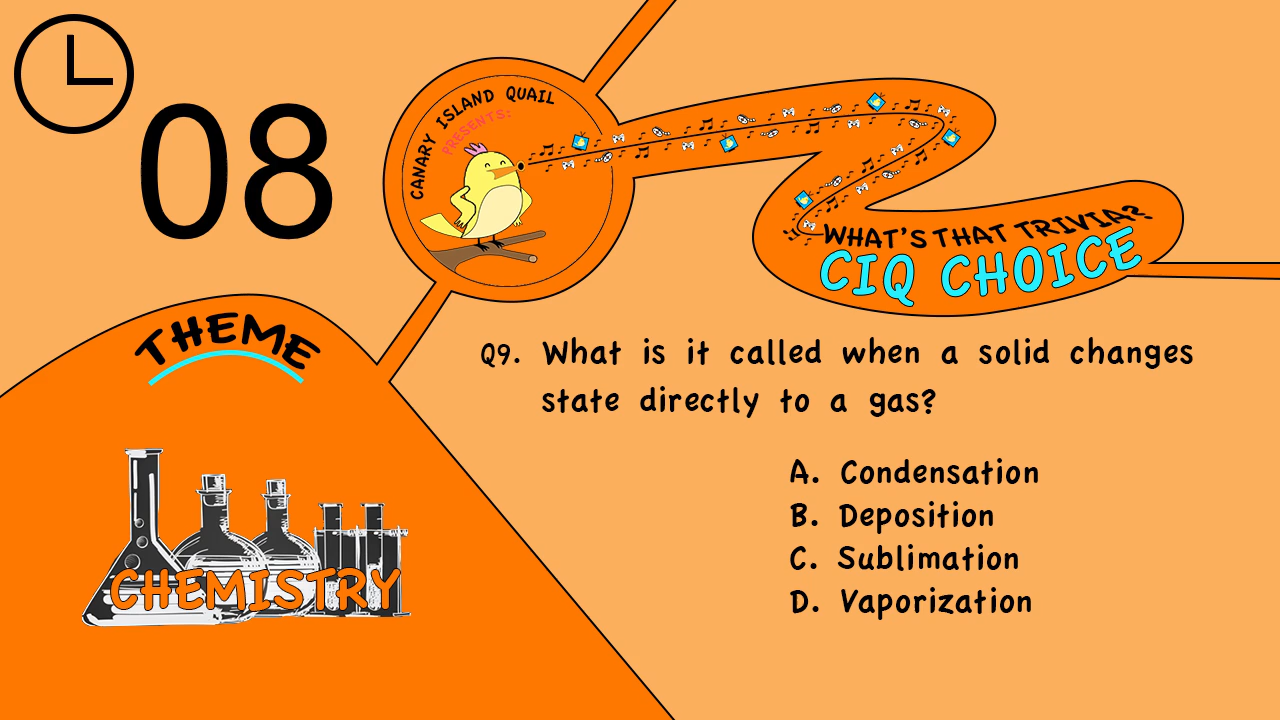 08
CANARY ISLAND QUAIL
PRESENTS:
WHAT'S THAT TRIVIA?
CIQ CHOICE
THEME
CHEMISTRY
Q9. What is it called when a solid changes
state directly to a gas?
A. Condensation
B. Deposition
C. Sublimation
D. Vaporization